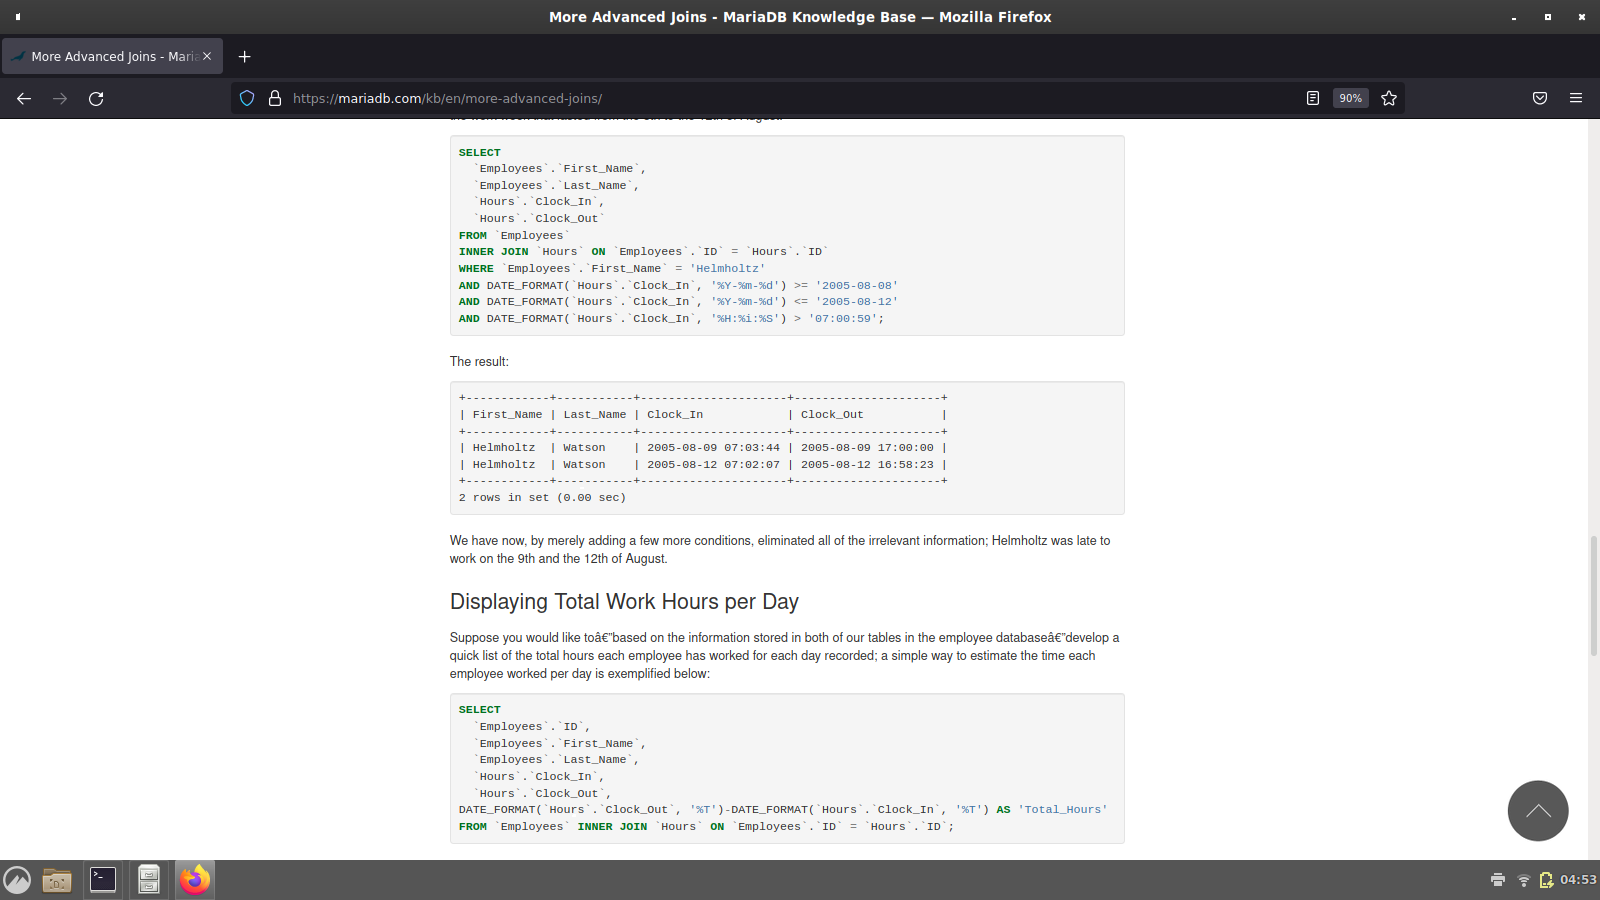 More Advanced Joins - MariaDB Knowledge Base — Mozilla Firefox
More Advanced Joins - Maria
https://mariadb.com/kb/en/more-advanced-joins/
90%
SELECT
`Employees`.`First_Name`,
`Employees`.`Last_Name`,
`Hours`.`Clock_In`,
`Hours`.`Clock_Out`
FROM `Employees`
INNER JOIN `Hours` ON `Employees`.`ID` = `Hours`.`ID`
WHERE `Employees`.`First_Name` = 'Helmholtz'
AND DATE_FORMAT(`Hours`.`Clock_In`, '%Y-%m-%d') >= '2005-08-08'
AND DATE_FORMAT(`Hours`.`Clock_In`, '%Y-%m-%d') <= '2005-08-12'
AND DATE_FORMAT(`Hours`.`Clock_In`, '%H:%i:%S') > '07:00:59';
The result:
+------------+-----------+---------------------+---------------------+
| First_Name | Last_Name | Clock_In            | Clock_Out           |
+------------+-----------+---------------------+---------------------+
| Helmholtz  | Watson    | 2005-08-09 07:03:44 | 2005-08-09 17:00:00 |
| Helmholtz  | Watson    | 2005-08-12 07:02:07 | 2005-08-12 16:58:23 |
+------------+-----------+---------------------+---------------------+
2 rows in set (0.00 sec)
We have now, by merely adding a few more conditions, eliminated all of the irrelevant information; Helmholtz was late to
work on the 9th and the 12th of August.
Displaying Total Work Hours per Day
Suppose you would like toâ€”based on the information stored in both of our tables in the employee databaseâ€”develop a
quick list of the total hours each employee has worked for each day recorded; a simple way to estimate the time each
employee worked per day is exemplified below:
SELECT
`Employees`.`ID`,
`Employees`.`First_Name`,
`Employees`.`Last_Name`,
`Hours`.`Clock_In`,
`Hours`.`Clock_Out`,
DATE_FORMAT(`Hours`.`Clock_Out`, '%T')-DATE_FORMAT(`Hours`.`Clock_In`, '%T') AS 'Total_Hours'
FROM `Employees` INNER JOIN `Hours` ON `Employees`.`ID` = `Hours`.`ID`;
04:53